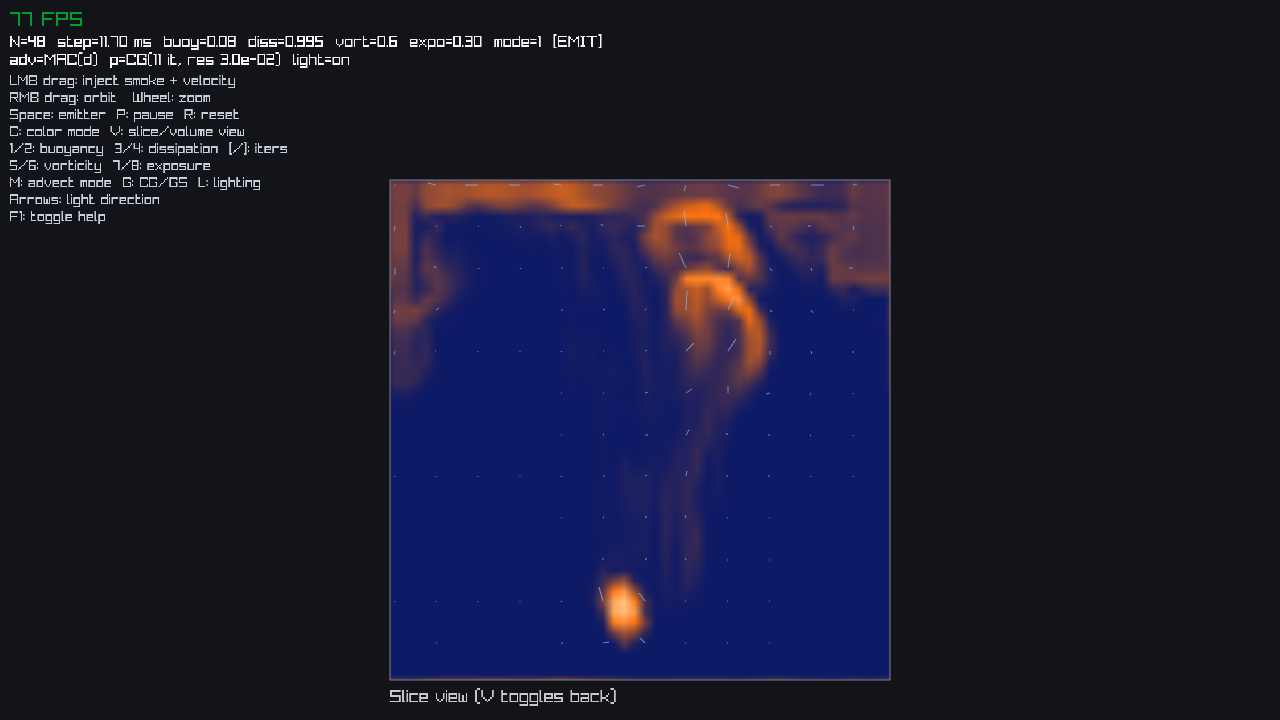 77 FPS
N=48 step=11.70 ms buoy=0.08 diss=0.995 vort=0.6 expo=0.30 mode=1 [EMIT]
adv=MAC(d) p=CG(11 it, res 3.0e-02) light=on
LMB drag: inject smoke + velocity
RMB drag: orbit Wheel: zoom
Space: emitter P: pause R: reset
C: color mode V: slice/volume view
1/2: buoyancy 3/4: dissipation [/]: iters
5/6: vorticity 7/8: exposure
M: advect mode G: CG/GS L: lighting
Arrows: light direction
F1: toggle help
Slice view (V toggles back)